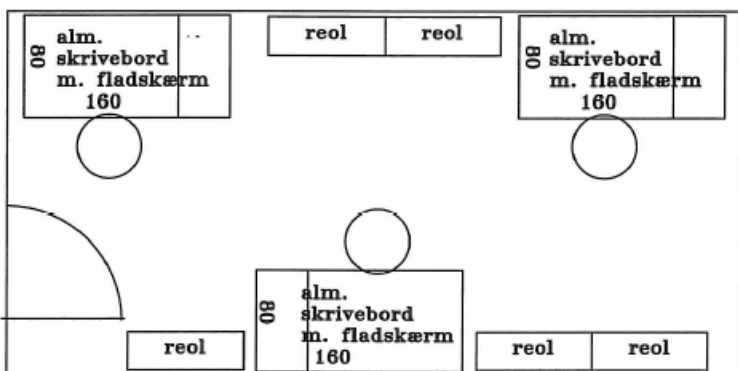 80
alm.
skrivebord
m. fladskærm
160
reol
reol
80
alm.
skrivebord
m. fladskærm
160
80
alm.
skrivebord
m. fladskærm
160
reol
reol
reol